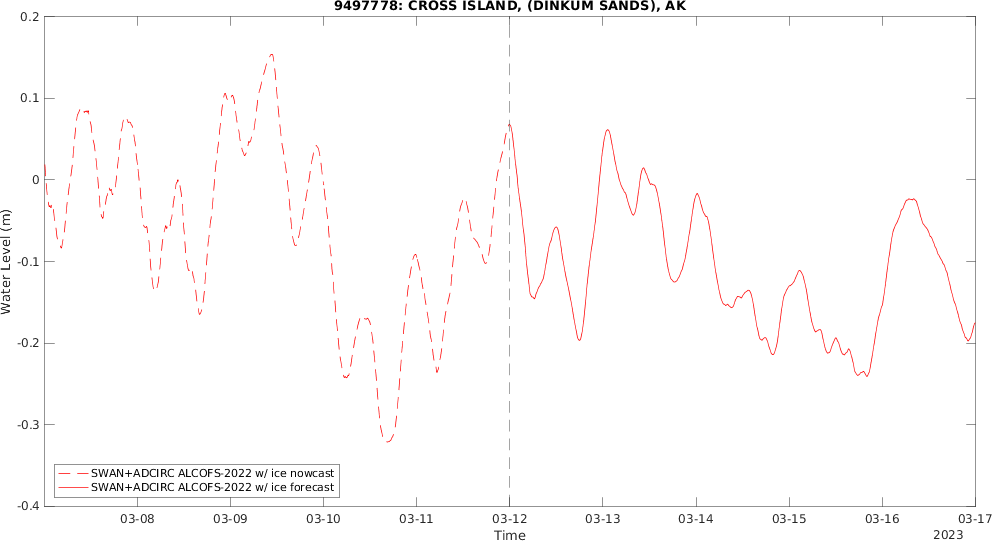 9497778: CROSS ISLAND, (DINKUM SANDS), AK
0.2
0.1
0
-0.1
-0.2
-0.3
-0.4
Water Level (m)
SWAN+ADCIRC ALCOFS-2022 w/ ice nowcast
SWAN+ADCIRC ALCOFS-2022 w/ ice forecast
03-08 03-09 03-10 03-11 03-12 03-13 03-14 03-15 03-16 03-17
Time
2023